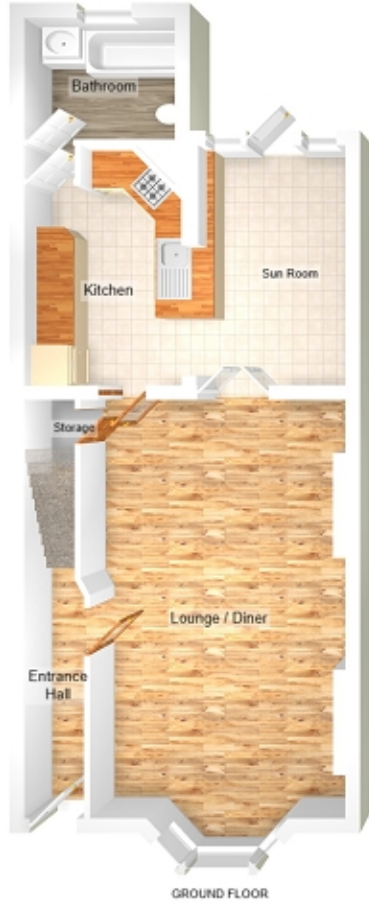 Bathroom
Sun Room
Kitchen
Storage
Lounge / Diner
Entrance
Hall
GROUND FLOOR